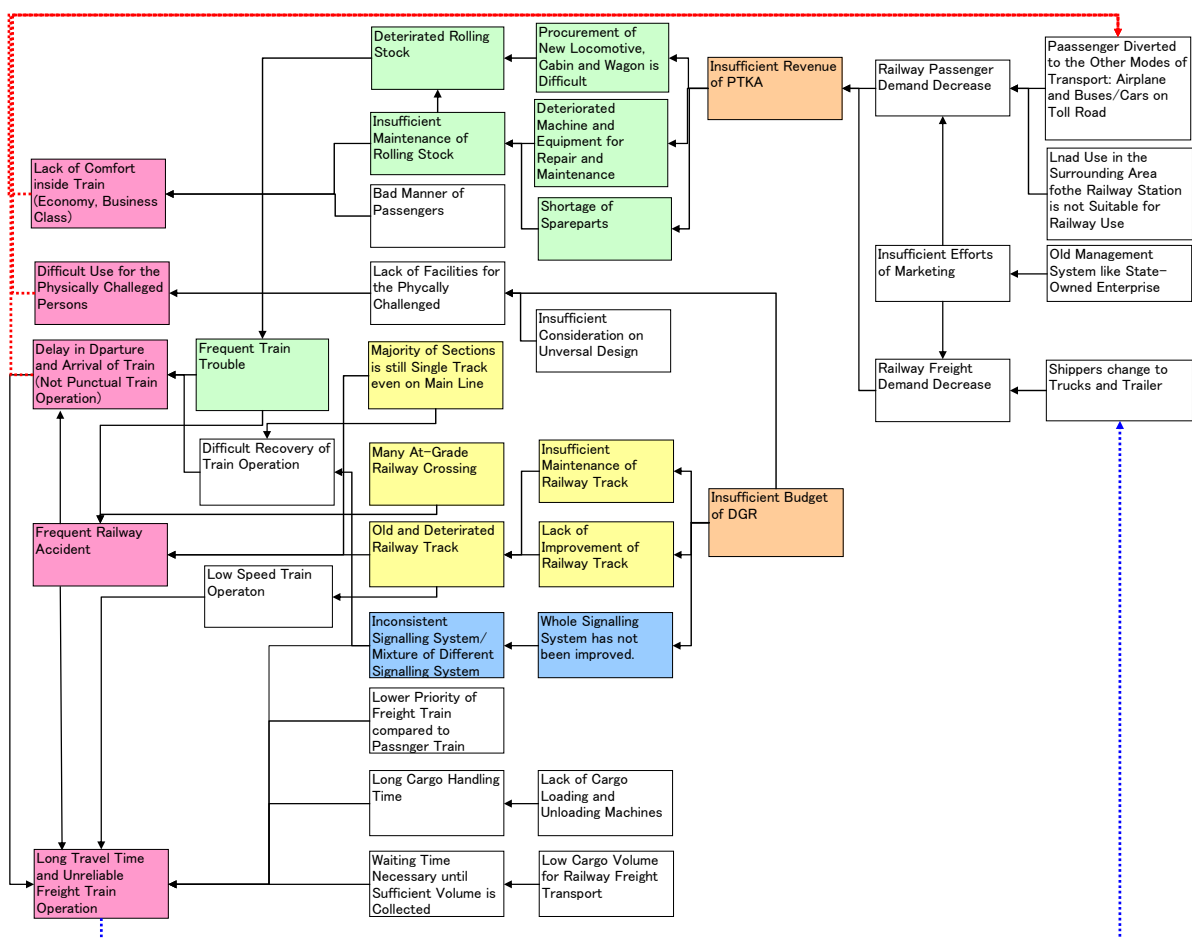 Deterirated Rolling
Stock
Procurement of
New Locomotive,
Cabin and Wagon is
Difficult
Insufficient Revenue
of PTKA
Railway Passenger
Demand Decrease
Paassenger Diverted
to the Other Modes of
Transport: Airplane
and Buses/Cars on
Toll Road
Insufficient
Maintenance of
Rolling Stock
Deteriorated
Machine and
Equipment for
Repair and
Maintenance
Lack of Comfort
inside Train
(Economy, Business
Class)
Bad Manner of
Passengers
Shortage of
Spareparts
Lnad Use in the
Surrounding Area
fothe Railway Station
is not Suitable for
Railway Use
Difficult Use for the
Physically Challeged
Persons
Lack of Facilities for
the Phycally
Challenged
Insufficient Efforts
of Marketing
Old Management
System like State-
Owned Enterprise
Insufficient
Consideration on
Unversal Design
Delay in Dparture
and Arrival of Train
(Not Punctual Train
Operation)
Frequent Train
Trouble
Majority of Sections
is still Single Track
even on Main Line
Railway Freight
Demand Decrease
Shippers change to
Trucks and Trailer
Difficult Recovery of
Train Operation
Many At-Grade
Railway Crossing
Insufficient
Maintenance of
Railway Track
Insufficient Budget
of DGR
Frequent Railway
Accident
Old and Deterirated
Railway Track
Lack of
Improvement of
Railway Track
Low Speed Train
Operaton
Inconsistent
Signalling System/
Mixture of Different
Signalling System
Whole Signalling
System has not
been improved.
Lower Priority of
Freight Train
compared to
Passnger Train
Long Cargo Handling
Time
Lack of Cargo
Loading and
Unloading Machines
Long Travel Time
and Unreliable
Freight Train
Operation
Waiting Time
Necessary until
Sufficient Volume is
Collected
Low Cargo Volume
for Railway Freight
Transport